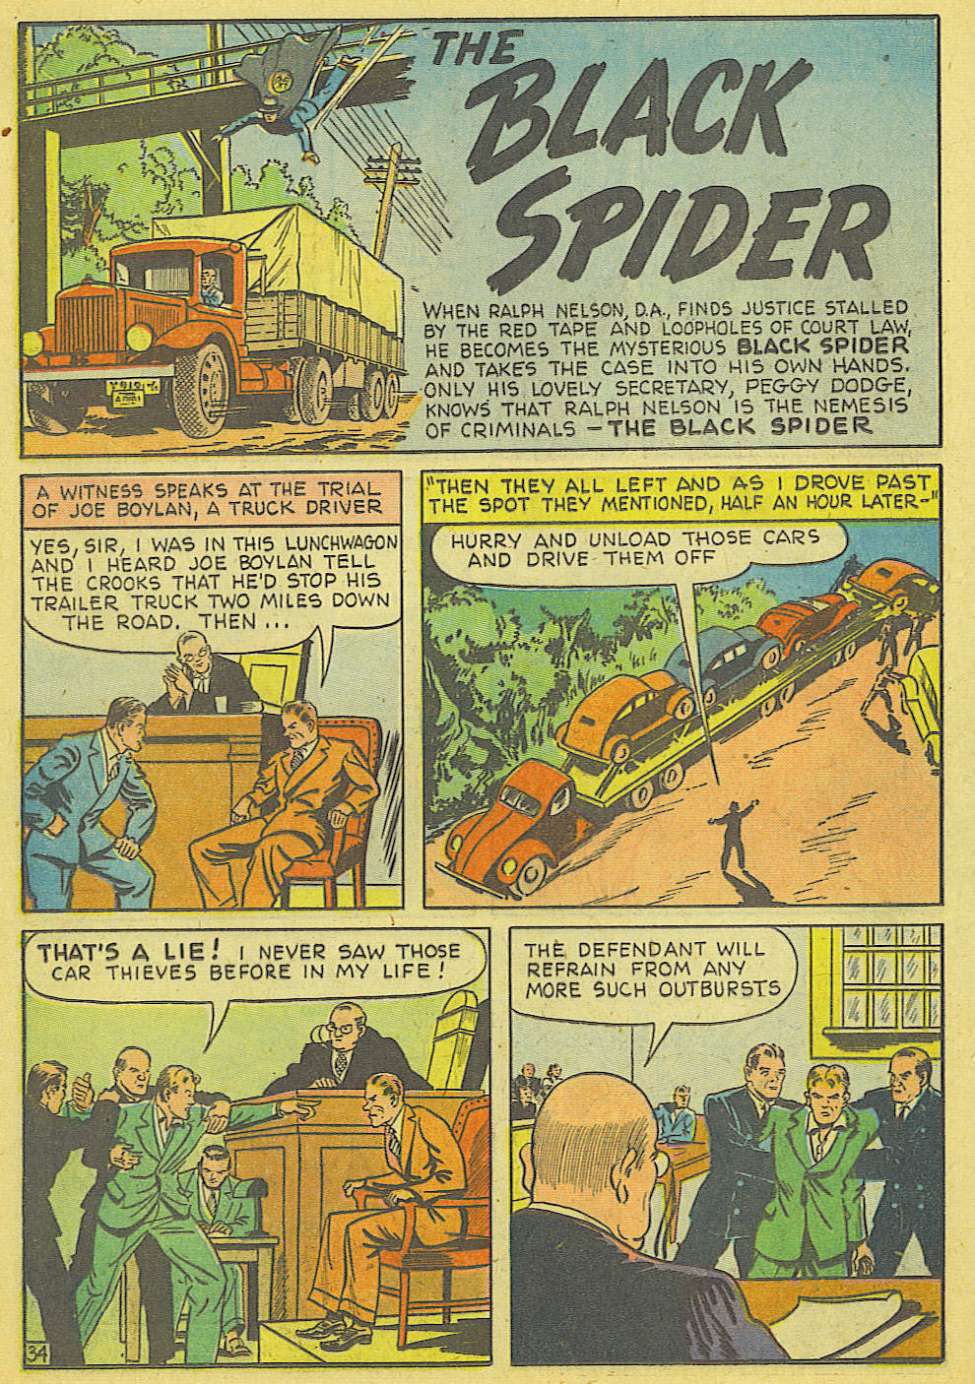 THE
BLACK
SPIDER
WHEN RALPH NELSON, D.A., FINDS JUSTICE STALLED
BY THE RED TAPE AND LOOPHOLES OF COURT LAW,
HE BECOMES THE MYSTERIOUS BLACK SPIDER
AND TAKES THE CASE INTO HIS OWN HANDS.
ONLY HIS LOVELY SECRETARY, PEGGY DODGE,
KNOWS THAT RALPH NELSON IS THE NEMESIS
OF CRIMINALS — THE BLACK SPIDER
A WITNESS SPEAKS AT THE TRIAL
OF JOE BOYLAN, A TRUCK DRIVER
YES, SIR, I WAS IN THIS LUNCHWAGON
AND I HEARD JOE BOYLAN TELL
THE CROOKS THAT HE'D STOP HIS
TRAILER TRUCK TWO MILES DOWN
THE ROAD. THEN ...
"THEN THEY ALL LEFT AND AS I DROVE PAST
THE SPOT THEY MENTIONED, HALF AN HOUR LATER—"
HURRY AND UNLOAD THOSE CARS
AND DRIVE THEM OFF
THAT'S A LIE! I NEVER SAW THOSE
CAR THIEVES BEFORE IN MY LIFE!
THE DEFENDANT WILL
REFRAIN FROM ANY
MORE SUCH OUTBURSTS
34